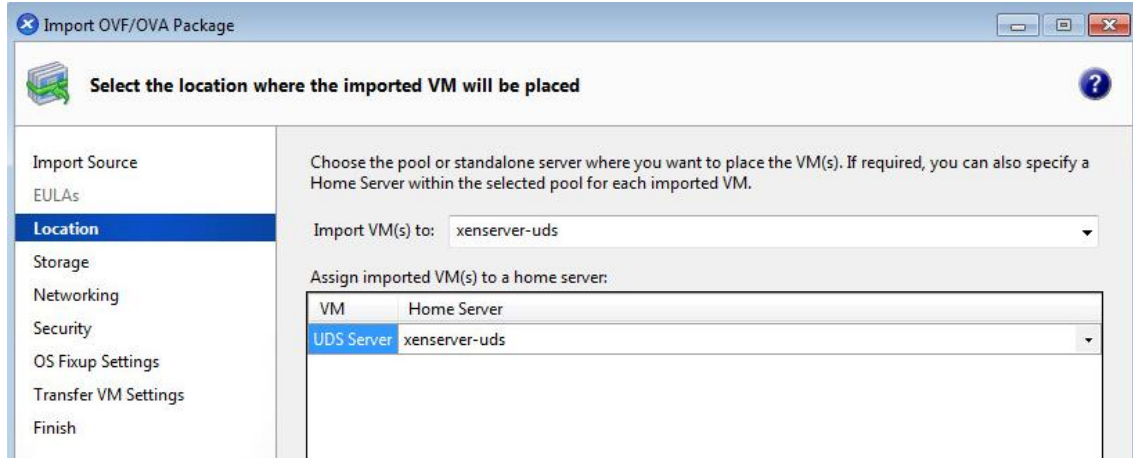 Import OVF/OVA Package
Select the location where the imported VM will be placed
?
Import Source
EULAs
Location
Storage
Networking
Security
OS Fixup Settings
Transfer VM Settings
Finish
Choose the pool or standalone server where you want to place the VM(s). If required, you can also specify a
Home Server within the selected pool for each imported VM.
Import VM(s) to: xenserver-uds
Assign imported VM(s) to a home server:
VM Home Server
UDS Server xenserver-uds